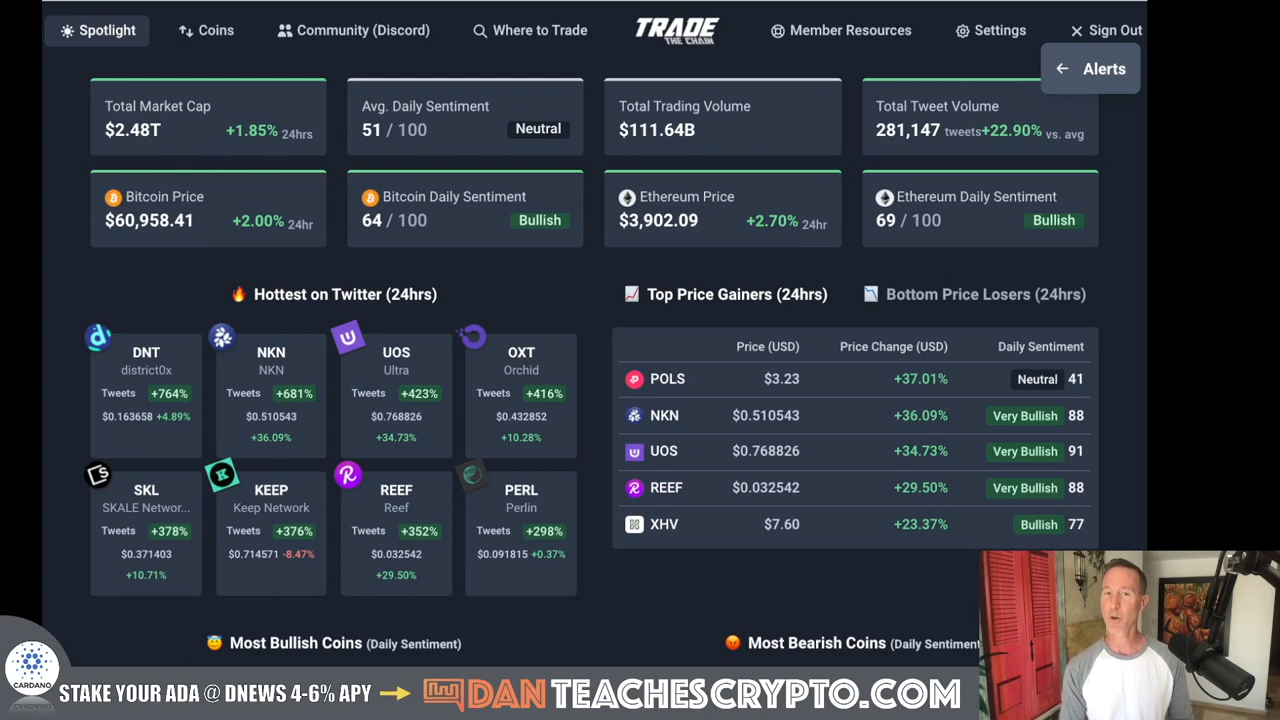 Spotlight
Coins
Community (Discord)
Where to Trade
TRADE
THE CHAIN
Member Resources
Settings
Sign Out
Alerts
Total Market Cap
$2.48T +1.85% 24hrs
Avg. Daily Sentiment
51 / 100 Neutral
Total Trading Volume
$111.64B
Total Tweet Volume
281,147 tweets +22.90% vs. avg
Bitcoin Price
$60,958.41 +2.00% 24hr
Bitcoin Daily Sentiment
64 / 100 Bullish
Ethereum Price
$3,902.09 +2.70% 24hr
Ethereum Daily Sentiment
69 / 100 Bullish
Hottest on Twitter (24hrs)
DNT
district0x
Tweets +764%
$0.163658 +4.89%
NKN
NKN
Tweets +681%
$0.510543
+36.09%
UOS
Ultra
Tweets +423%
$0.768826
+34.73%
OXT
Orchid
Tweets +416%
$0.432852
+10.28%
SKL
SKALE Networ...
Tweets +378%
$0.371403
+10.71%
KEEP
Keep Network
Tweets +376%
$0.714571 -8.47%
REEF
Reef
Tweets +352%
$0.032542
+29.50%
PERL
Perlin
Tweets +298%
$0.091815 +0.37%
Top Price Gainers (24hrs)
Bottom Price Losers (24hrs)
Price (USD) Price Change (USD) Daily Sentiment
POLS $3.23 +37.01% Neutral 41
NKN $0.510543 +36.09% Very Bullish 88
UOS $0.768826 +34.73% Very Bullish 91
REEF $0.032542 +29.50% Very Bullish 88
XHV $7.60 +23.37% Bullish 77
Most Bullish Coins (Daily Sentiment)
Most Bearish Coins (Daily Sentiment
CARDANO
STAKE YOUR ADA @ DNEWS 4-6% APY → DANTEACHESCRYPTO.COM